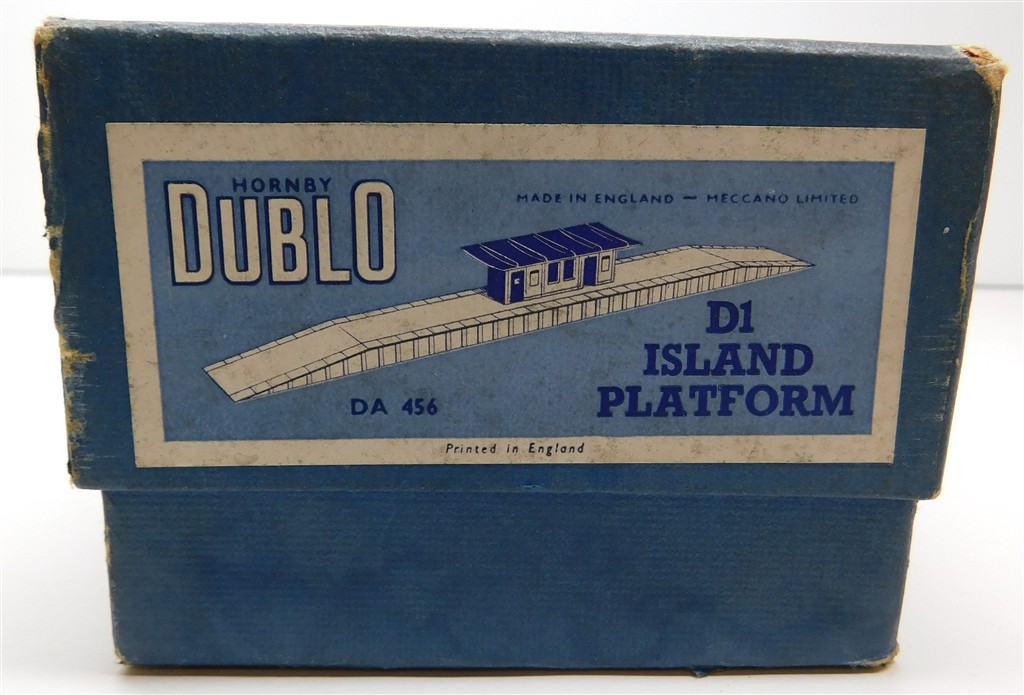 HORNBY
DUBLO
MADE IN ENGLAND — MECCANO LIMITED
D1
ISLAND
PLATFORM
DA 456
Printed in England